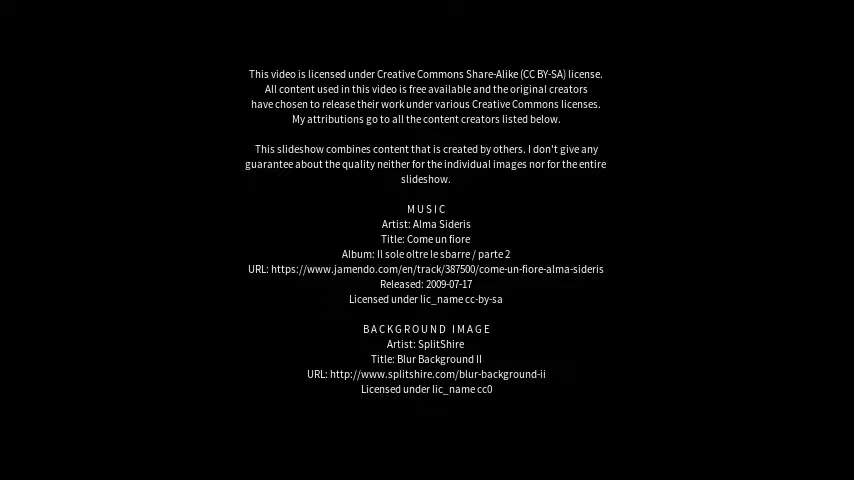 This video is licensed under Creative Commons Share-Alike (CC BY-SA) license.
All content used in this video is free available and the original creators
have chosen to release their work under various Creative Commons licenses.
My attributions go to all the content creators listed below.
This slideshow combines content that is created by others. I don't give any
guarantee about the quality neither for the individual images nor for the entire
slideshow.
MUSIC
Artist: Alma Sideris
Title: Come un fiore
Album: Il sole oltre le sbarre / parte 2
URL: https://www.jamendo.com/en/track/387500/come-un-fiore-alma-sideris
Released: 2009-07-17
Licensed under lic_name cc-by-sa
BACKGROUND IMAGE
Artist: SplitShire
Title: Blur Background II
URL: http://www.splitshire.com/blur-background-ii
Licensed under lic_name cc0